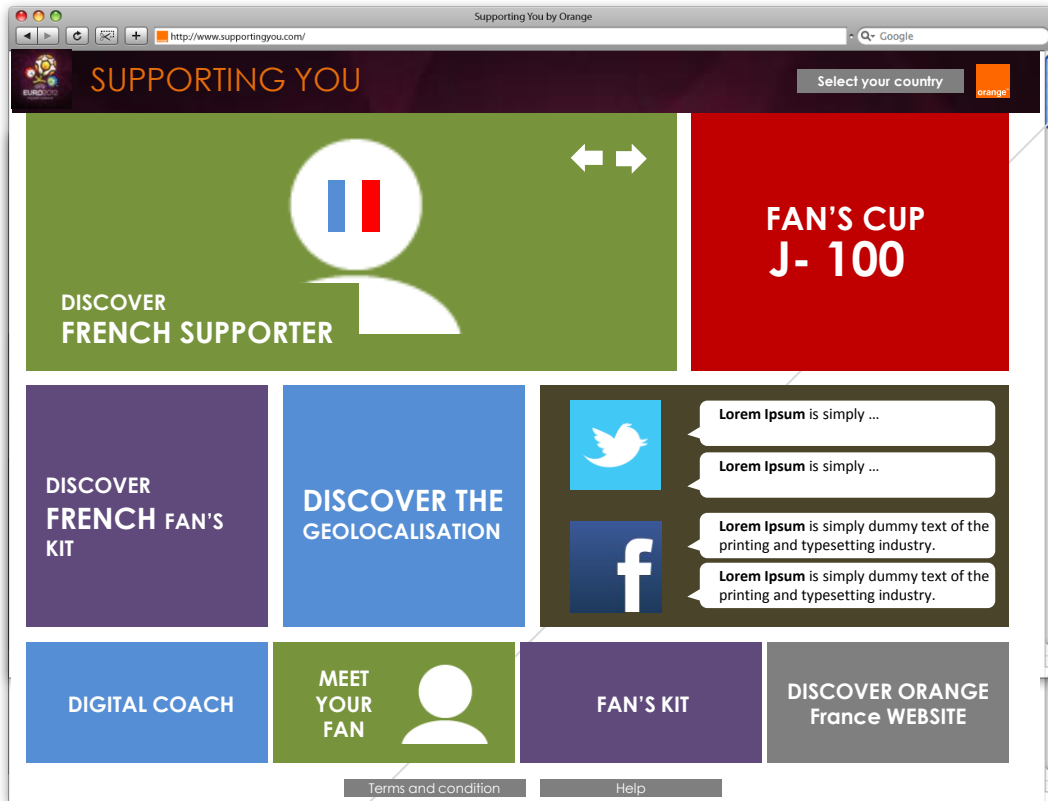 Supporting You by Orange
http://www.supportingyou.com/
Google
EURO2012
SUPPORTING YOU
Select your country
orange
DISCOVER
FRENCH SUPPORTER
FAN'S CUP
J- 100
DISCOVER
FRENCH FAN'S
KIT
DISCOVER THE
GEOLOCALISATION
Lorem Ipsum is simply …
Lorem Ipsum is simply …
f
Lorem Ipsum is simply dummy text of the
printing and typesetting industry.
Lorem Ipsum is simply dummy text of the
printing and typesetting industry.
DIGITAL COACH
MEET
YOUR
FAN
FAN'S KIT
DISCOVER ORANGE
France WEBSITE
Terms and condition
Help